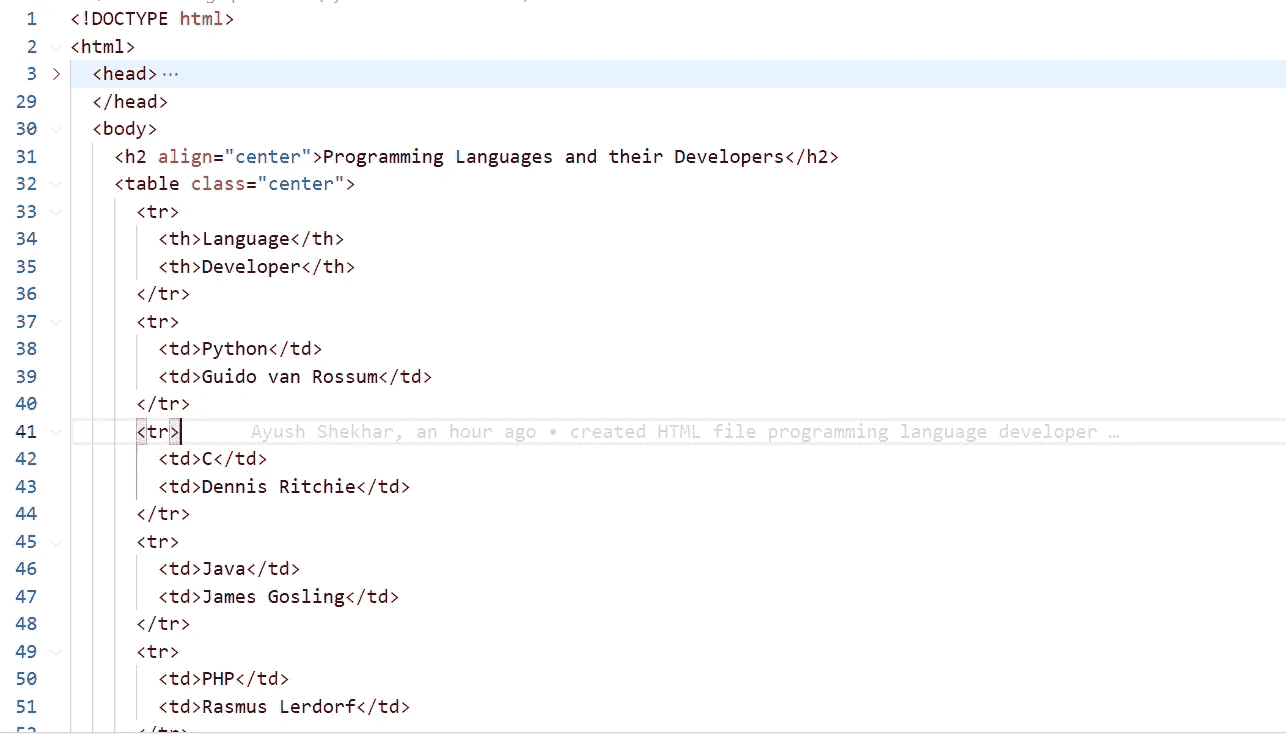 1 <!DOCTYPE html>
2 <html>
3 <head>...
29 </head>
30 <body>
31 <h2 align="center">Programming Languages and their Developers</h2>
32 <table class="center">
33 <tr>
34 <th>Language</th>
35 <th>Developer</th>
36 </tr>
37 <tr>
38 <td>Python</td>
39 <td>Guido van Rossum</td>
40 </tr>
41 <tr> Ayush Shekhar, an hour ago • created HTML file programming language developer …
42 <td>C</td>
43 <td>Dennis Ritchie</td>
44 </tr>
45 <tr>
46 <td>Java</td>
47 <td>James Gosling</td>
48 </tr>
49 <tr>
50 <td>PHP</td>
51 <td>Rasmus Lerdorf</td>